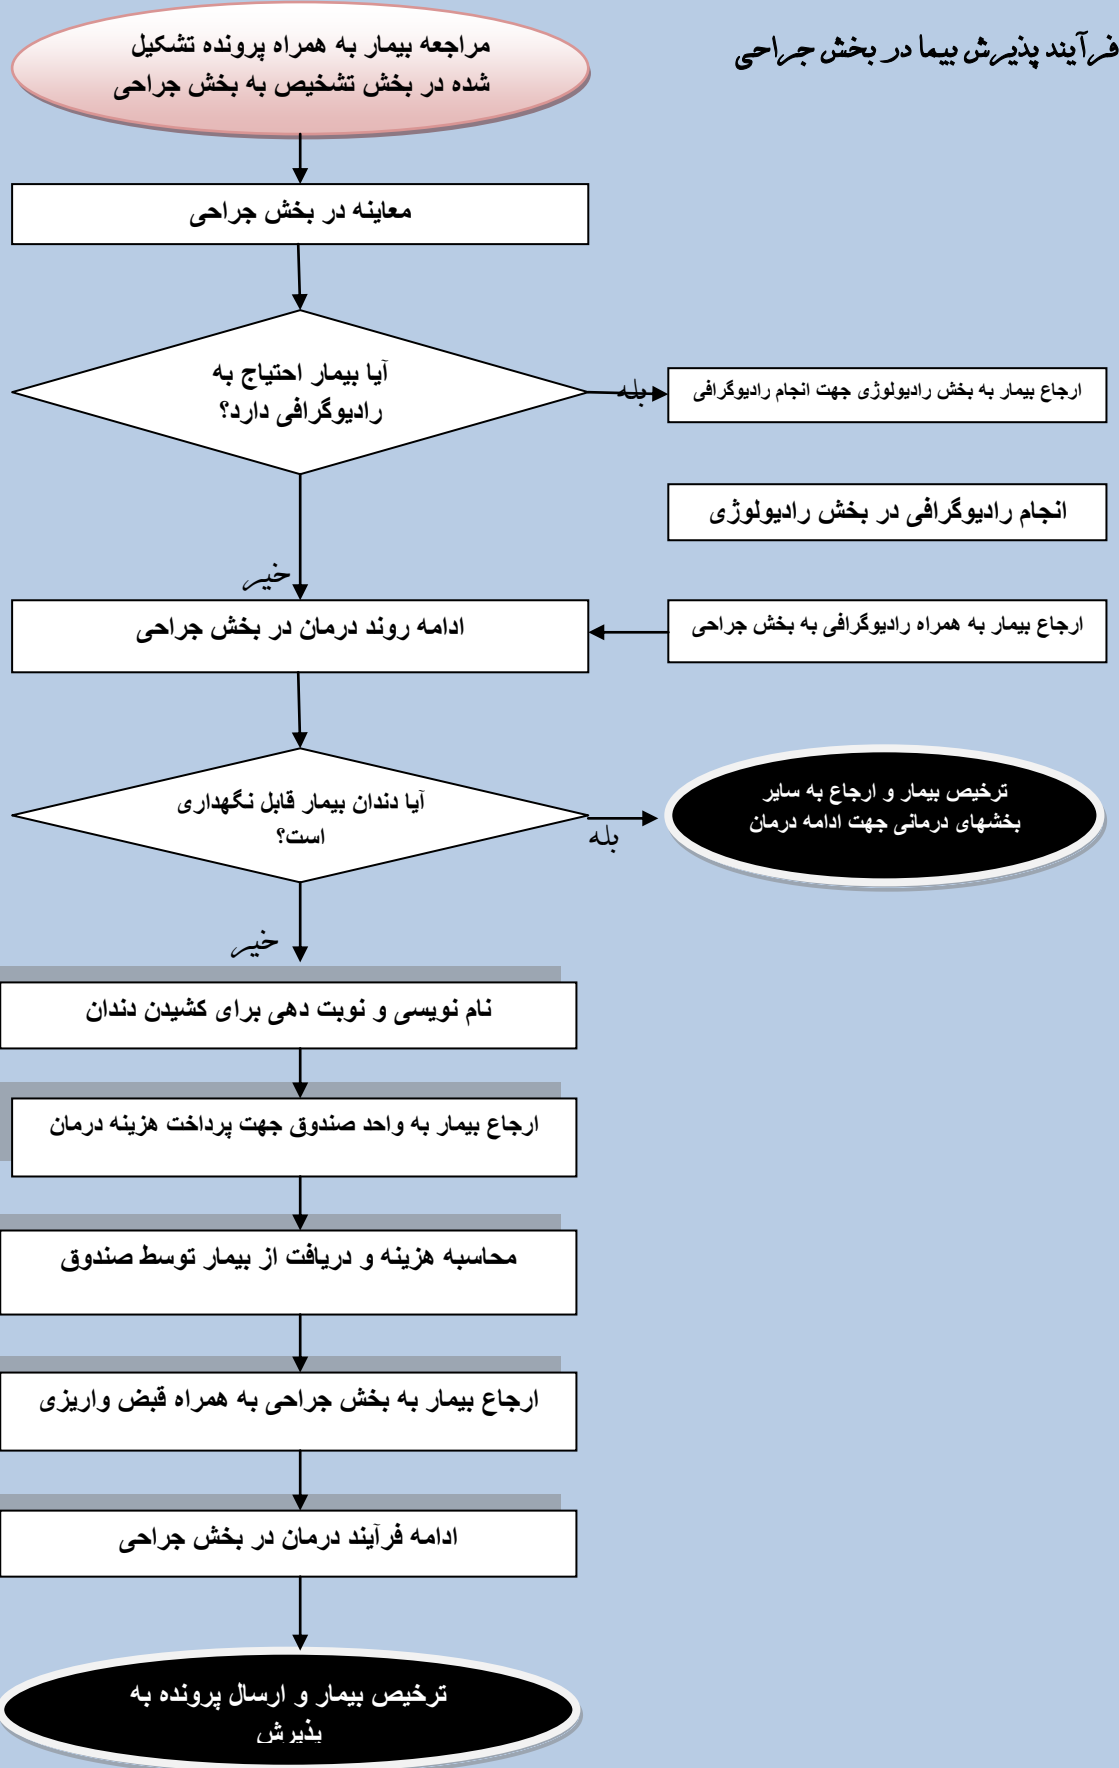 فرآیند پذیرش بیما در بخش جراحی
مراجعه بیمار به همراه پرونده تشکیل
شده در بخش تشخیص به بخش جراحی
معاینه در بخش جراحی
آیا بیمار احتیاج به
رادیوگرافی دارد؟
بله
ارجاع بیمار به بخش رادیولوژی جهت انجام رادیوگرافی
انجام رادیوگرافی در بخش رادیولوژی
خیر
ارجاع بیمار به همراه رادیوگرافی به بخش جراحی
ادامه روند درمان در بخش جراحی
آیا دندان بیمار قابل نگهداری
است؟
بله
ترخیص بیمار و ارجاع به سایر
بخشهای درمانی جهت ادامه درمان
خیر
نام نویسی و نوبت دهی برای کشیدن دندان
ارجاع بیمار به واحد صندوق جهت پرداخت هزینه درمان
محاسبه هزینه و دریافت از بیمار توسط صندوق
ارجاع بیمار به بخش جراحی به همراه قبض واریزی
ادامه فرآیند درمان در بخش جراحی
ترخیص بیمار و ارسال پرونده به
پذیرش